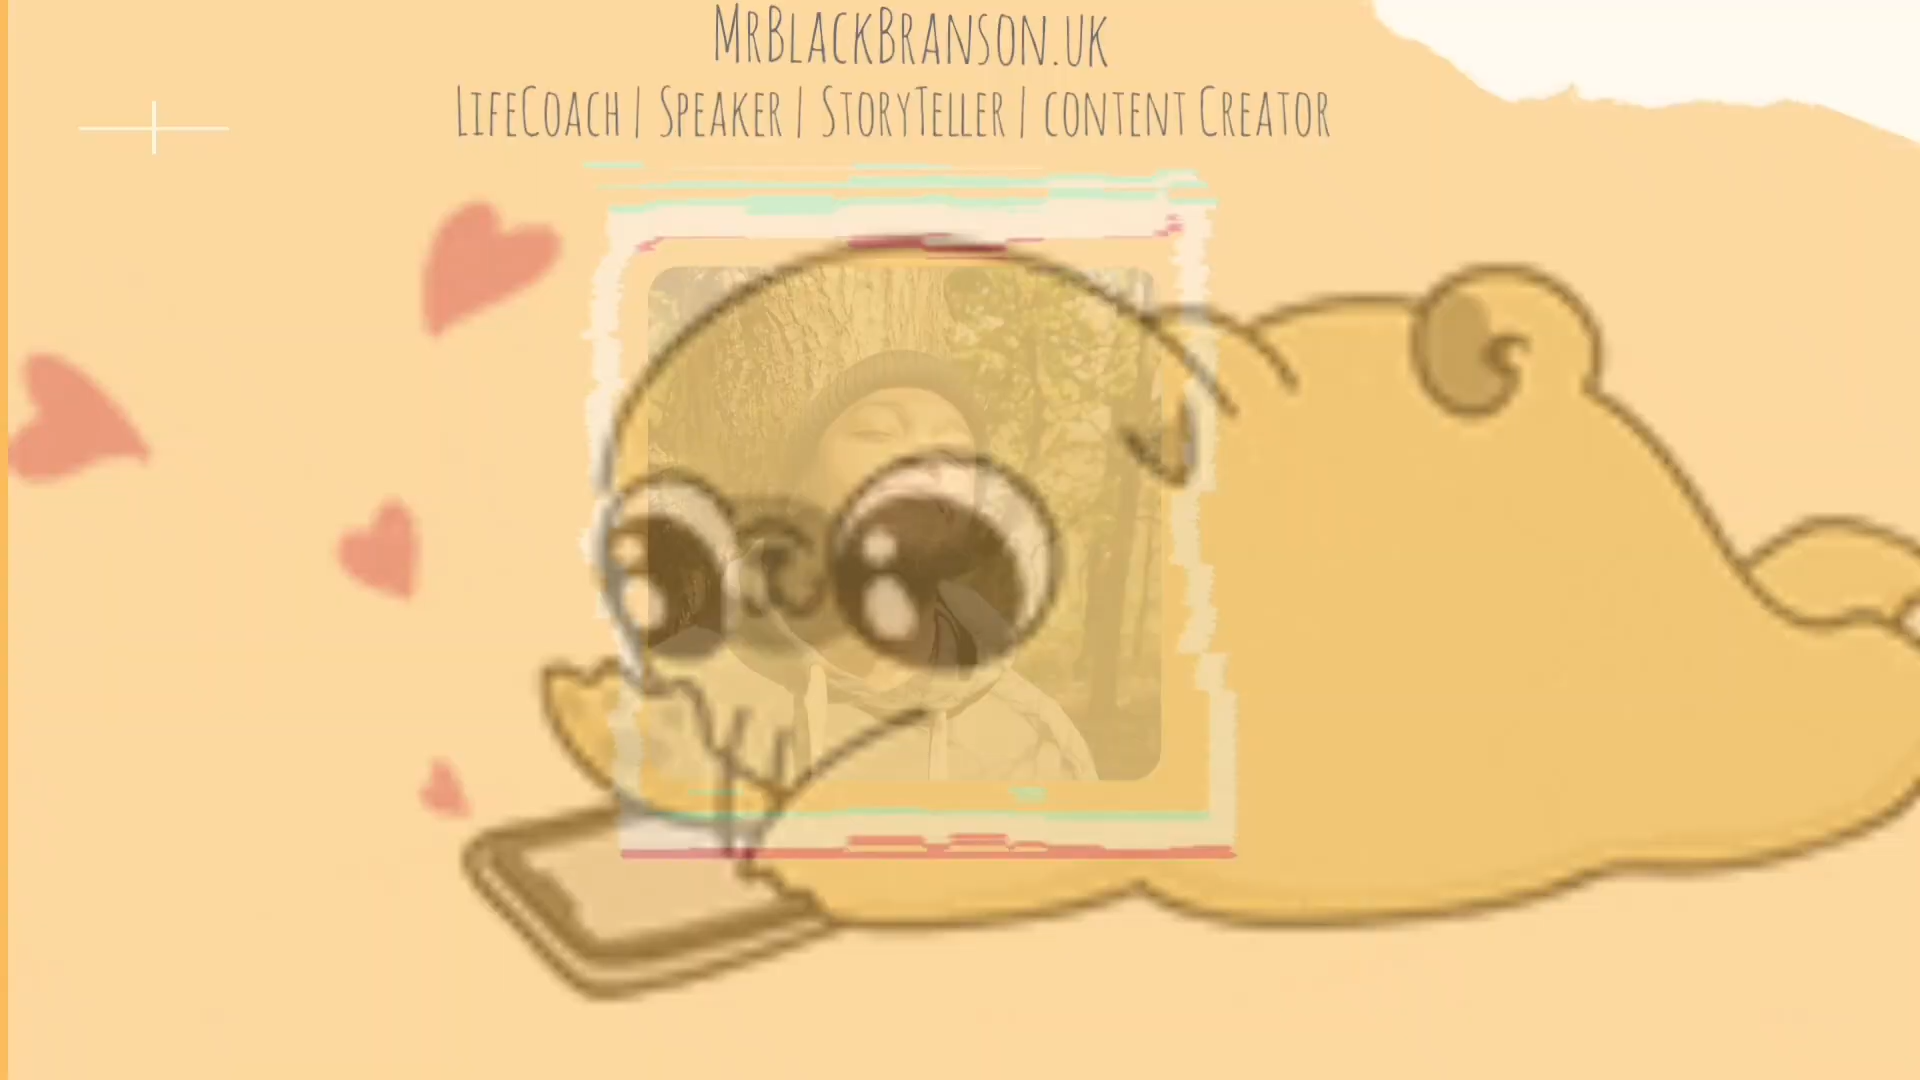 MrBlackBranson.uk
LifeCoach | Speaker | StoryTeller | content Creator